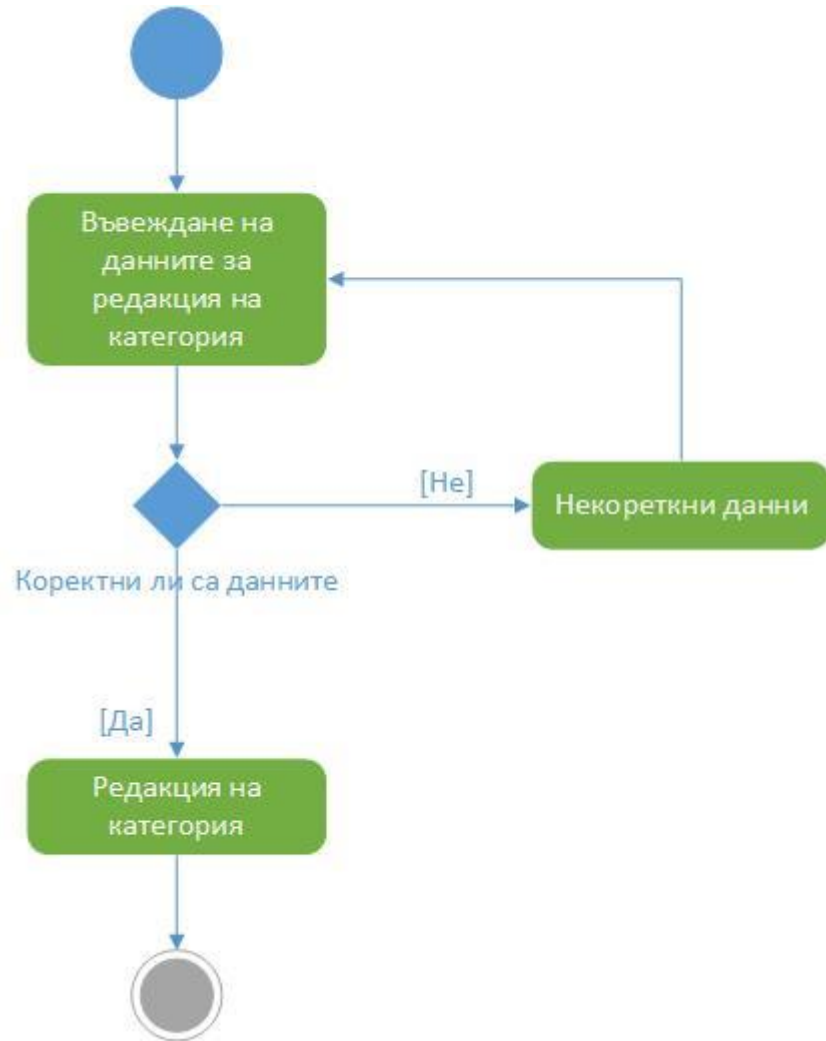 Въвеждане на
данните за
редакция на
категория
[Не]
Некореткни данни
Коректни ли са данните
[Да]
Редакция на
категория